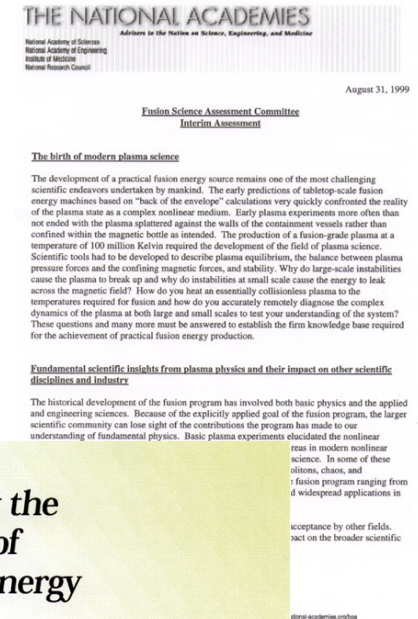 THE NATIONAL ACADEMIES
Advisers to the Nation on Science, Engineering, and Medicine
National Academy of Sciences
National Academy of Engineering
Institute of Medicine
National Research Council
August 31, 1999
Fusion Science Assessment Committee
Interim Assessment
The birth of modern plasma science
The development of a practical fusion energy source remains one of the most challenging
scientific endeavors undertaken by mankind. The early predictions of tabletop-scale fusion
energy machines based on "back of the envelope" calculations very quickly confronted the reality
of the plasma state as a complex nonlinear medium. Early plasma experiments more often than
not ended with the plasma splattered against the walls of the containment vessels rather than
confined within the magnetic bottle as intended. The production of a fusion-grade plasma at a
temperature of 100 million Kelvin required the development of the field of plasma science.
Scientific tools had to be developed to describe plasma equilibrium, the balance between plasma
pressure forces and the confining magnetic forces, and stability. Why do large-scale instabilities
cause the plasma to break up and why do instabilities at small scale cause the energy to leak
across the magnetic field? How do you heat an essentially collisionless plasma to the
temperatures required for fusion and how do you accurately remotely diagnose the complex
dynamics of the plasma at both large and small scales to test your understanding of the system?
These questions and many more must be answered to establish the firm knowledge base required
for the achievement of practical fusion energy production.
Fundamental scientific insights from plasma physics and their impact on other scientific
disciplines and industry
The historical development of the fusion program has involved both basic physics and the applied
and engineering sciences. Because of the explicitly applied goal of the fusion program, the larger
scientific community can lose sight of the contributions the program has made to our
understanding of fundamental physics. Basic plasma experiments elucidated the nonlinear
reas in modern nonlinear
science. In some of these
olitons, chaos, and
fusion program ranging from
d widespread applications in
the
of
nergy
acceptance by other fields.
pact on the broader scientific